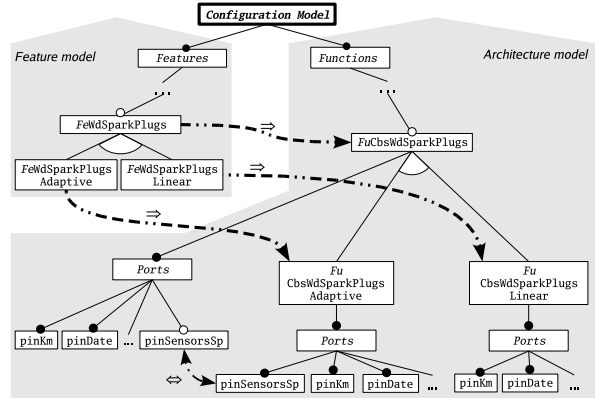 Configuration Model
Feature model
Architecture model
Features
Functions
...
...
FeWdSparkPlugs
⇒
FuCbsWdSparkPlugs
FeWdSparkPlugs
Adaptive
FeWdSparkPlugs
Linear
⇒
⇒
Ports
Fu
CbsWdSparkPlugs
Adaptive
Fu
CbsWdSparkPlugs
Linear
pinKm
pinDate
...
pinSensorsSp
Ports
Ports
⇔
pinSensorsSp
pinKm
pinDate
...
pinKm
pinDate
...